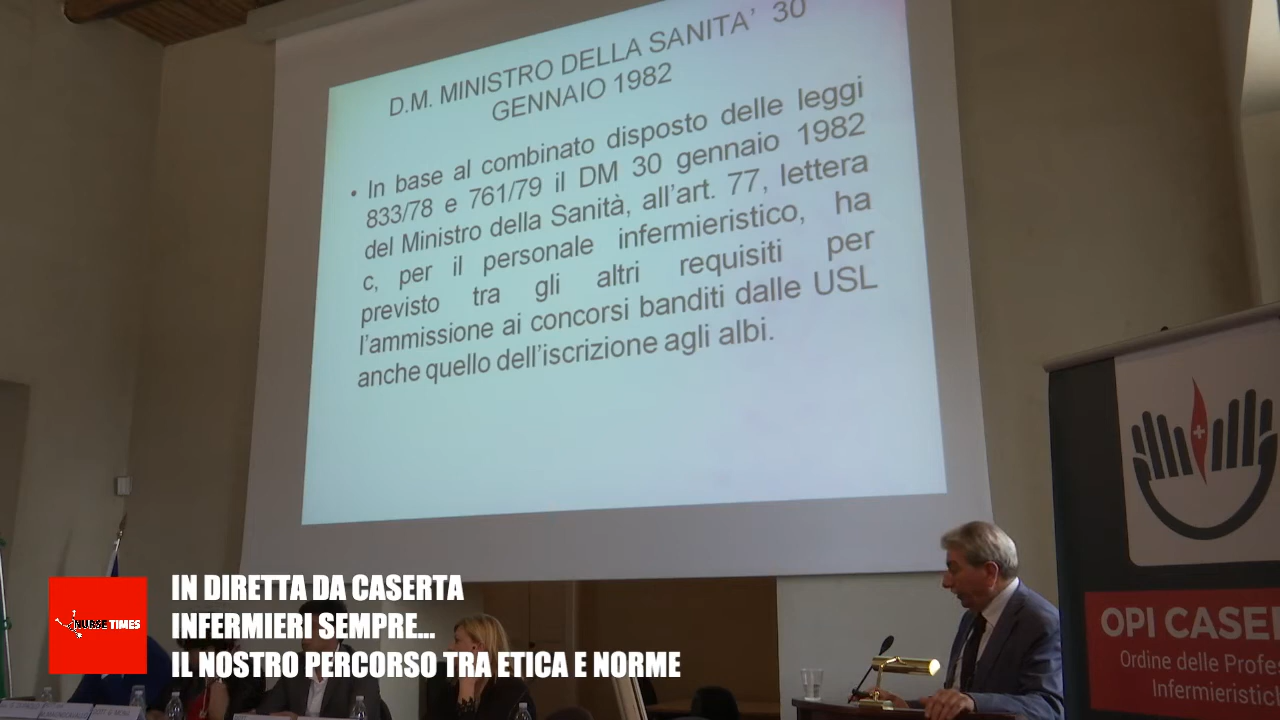 D.M. MINISTRO DELLA SANITA' 30
GENNAIO 1982
• In base al combinato disposto delle leggi
833/78 e 761/79 il DM 30 gennaio 1982
del Ministro della Sanità, all'art. 77, lettera
c, per il personale infermieristico, ha
previsto tra gli altri requisiti per
l'ammissione ai concorsi banditi dalle USL
anche quello dell'iscrizione agli albi.
OPI CASE
Ordine delle Profes
Infermieristic
NURSE TIMES
IN DIRETTA DA CASERTA
INFERMIERI SEMPRE...
IL NOSTRO PERCORSO TRA ETICA E NORME